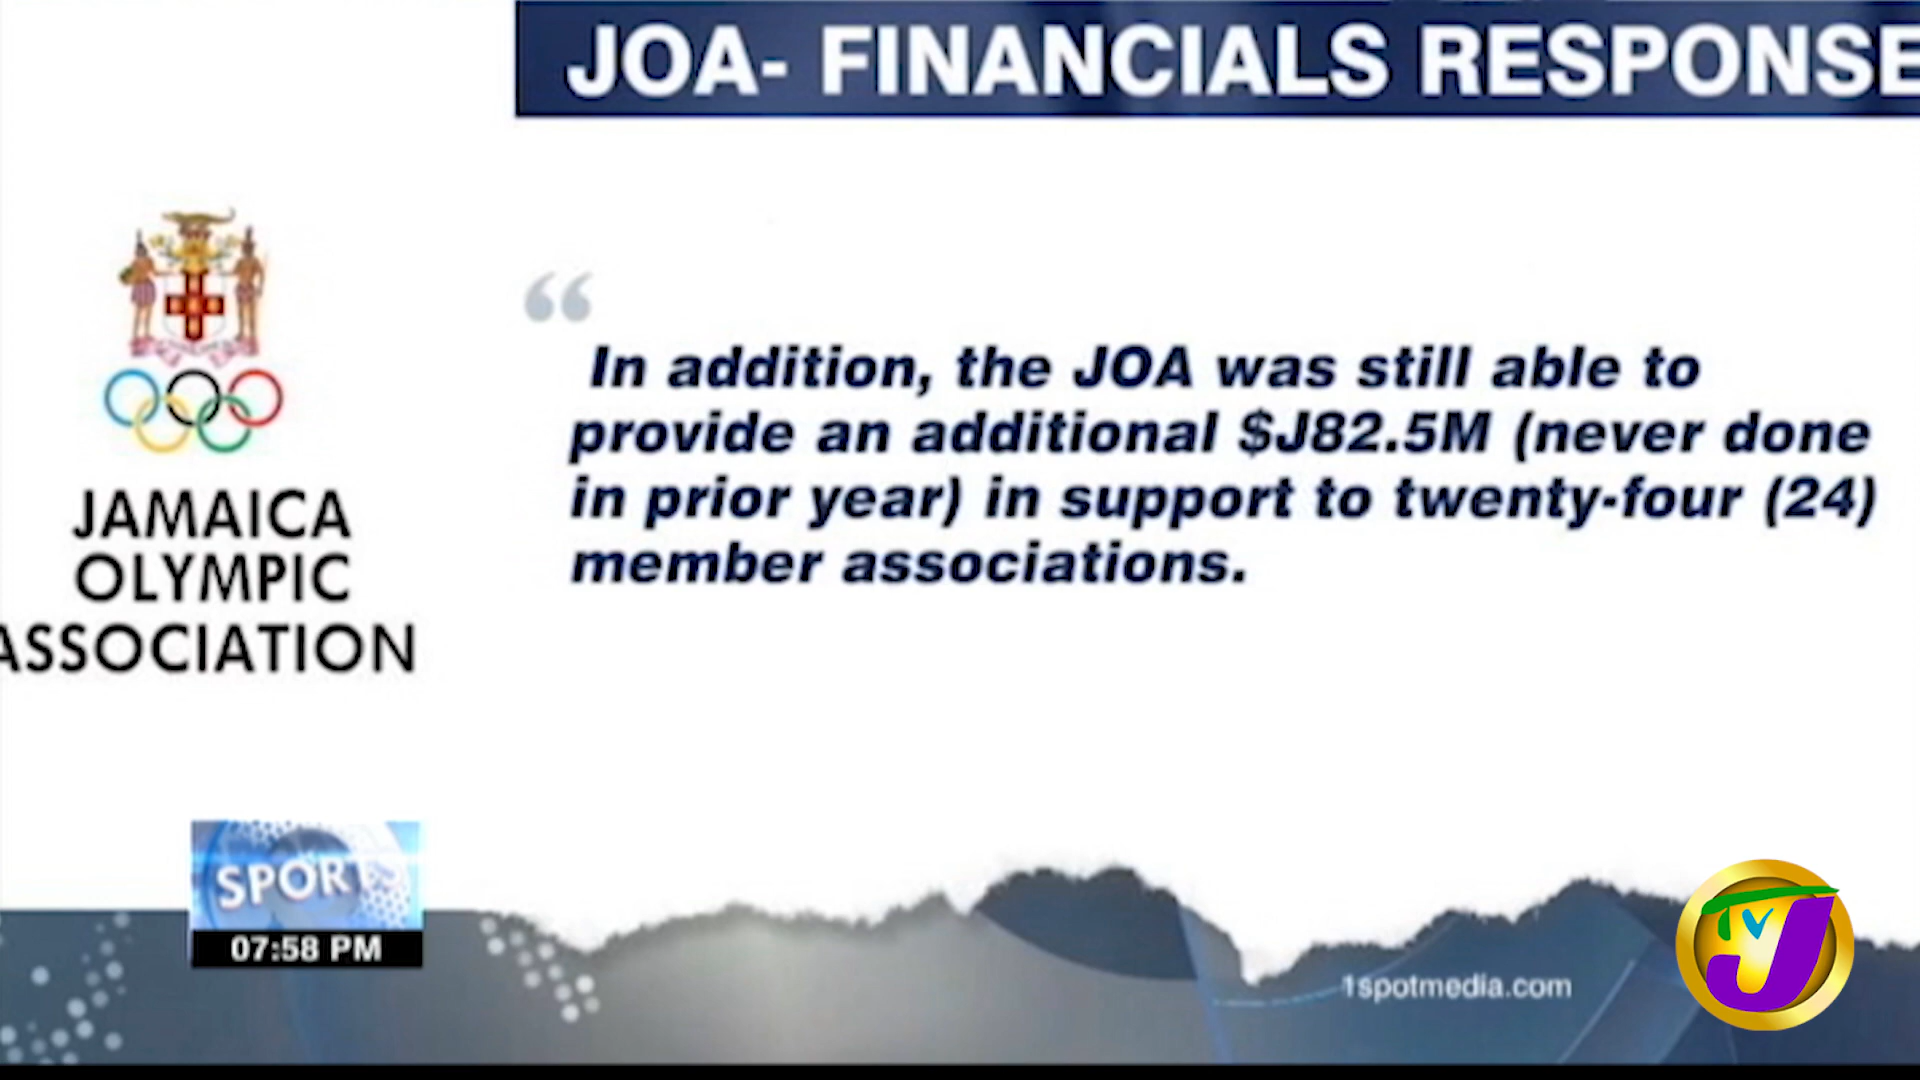 JOA- FINANCIALS RESPONSE
“
In addition, the JOA was still able to
provide an additional $J82.5M (never done
in prior year) in support to twenty-four (24)
member associations.
JAMAICA
OLYMPIC
ASSOCIATION
SPORTS
07:58 PM
1spotmedia.com
TVJ